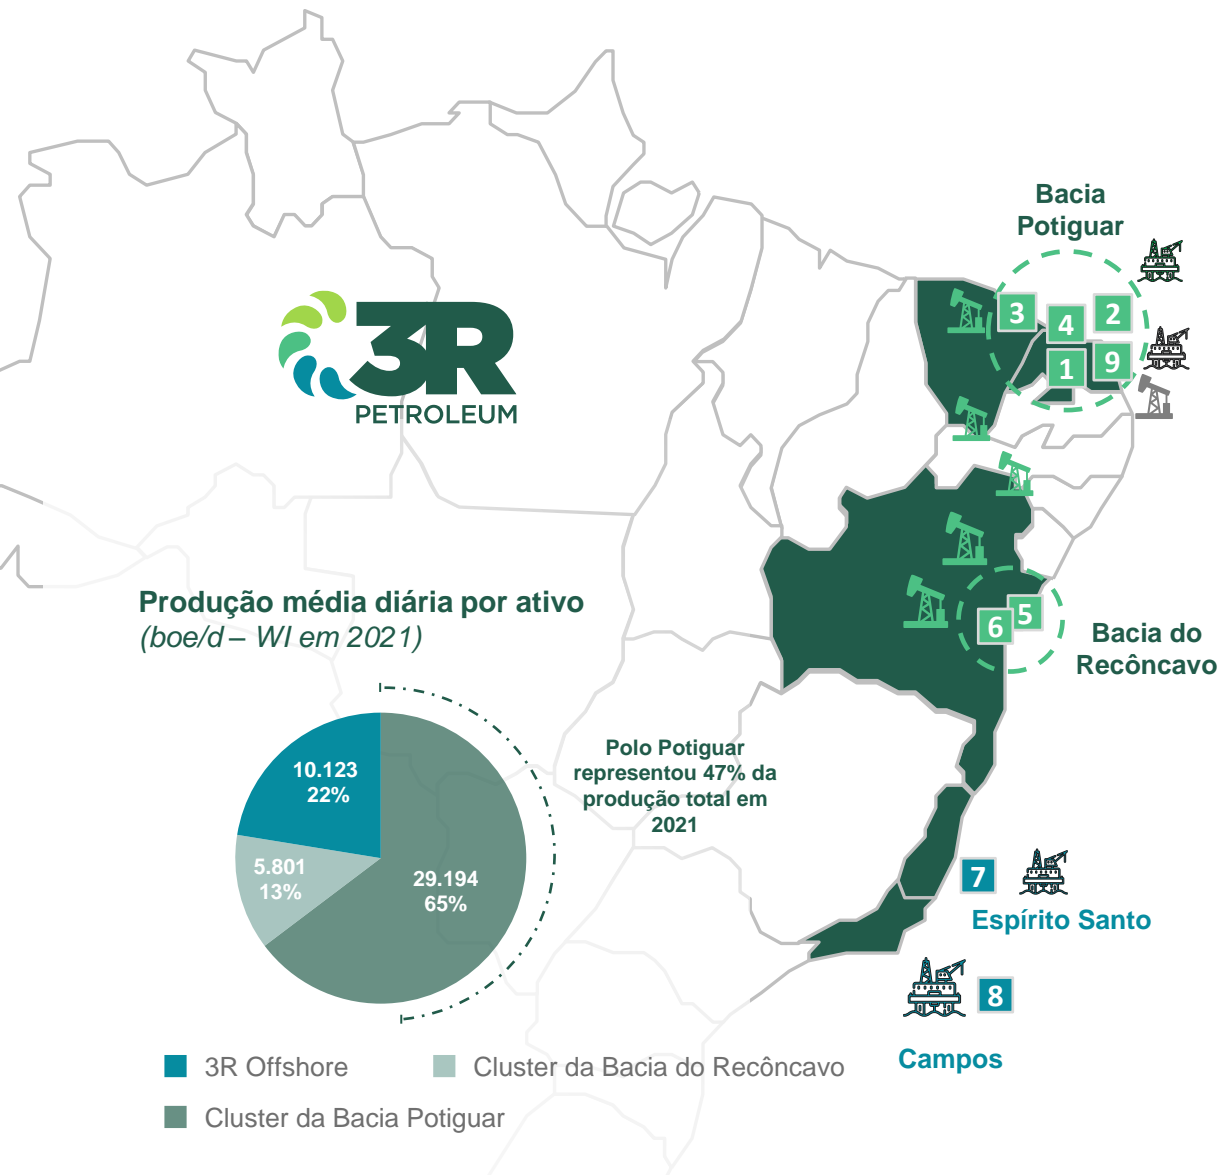 Bacia
Potiguar
3
4
2
1
9
3R
PETROLEUM
Produção média diária por ativo
(boe/d – WI em 2021)
5
6
Bacia do
Recôncavo
Polo Potiguar
representou 47% da
produção total em
2021
10.123
22%
5.801
13%
29.194
65%
7
Espírito Santo
8
Campos
3R Offshore
Cluster da Bacia do Recôncavo
Cluster da Bacia Potiguar